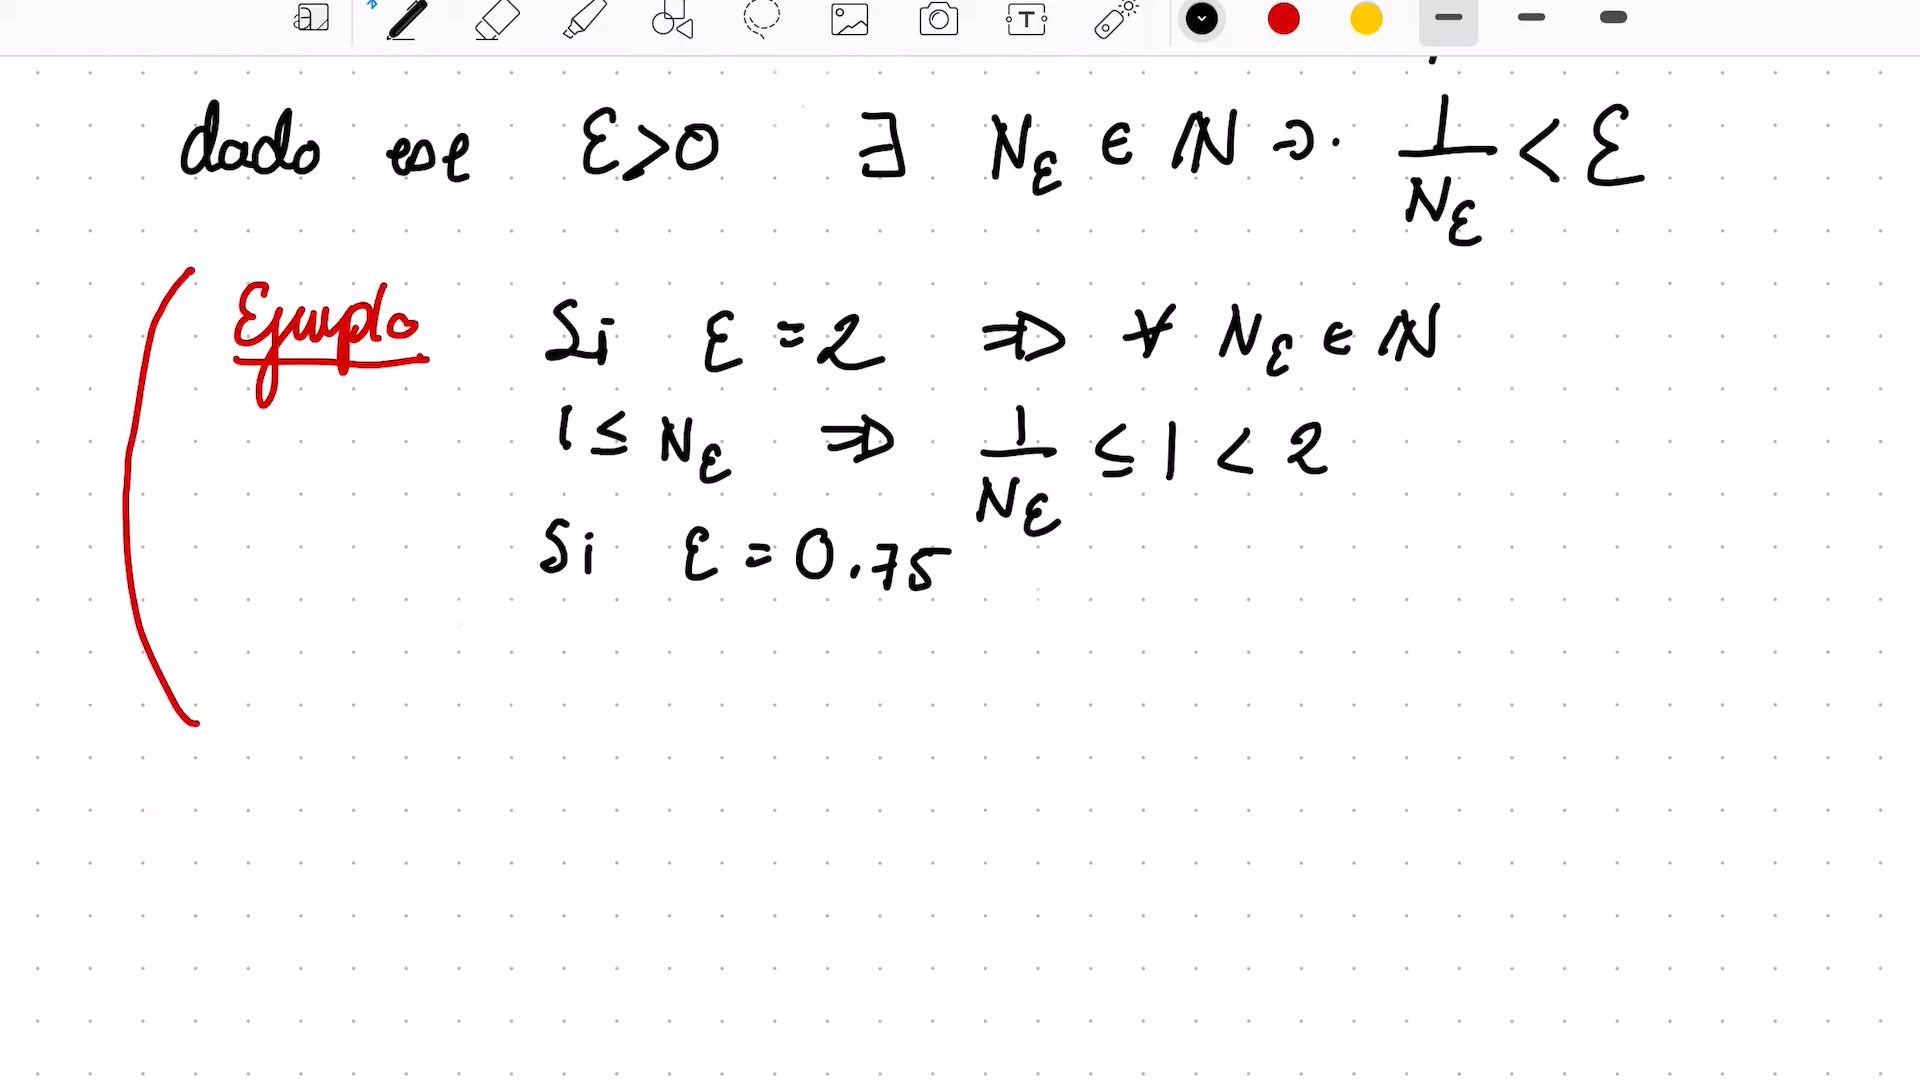 dado ese ε>0 ∃ N_ε ∈ ℕ ∋. 1/N_ε < ε
Ejemplo Si ε = 2 ⇒ ∀ N_ε ∈ ℕ
1 ≤ N_ε ⇒ 1/N_ε ≤ 1 < 2
Si ε = 0.75